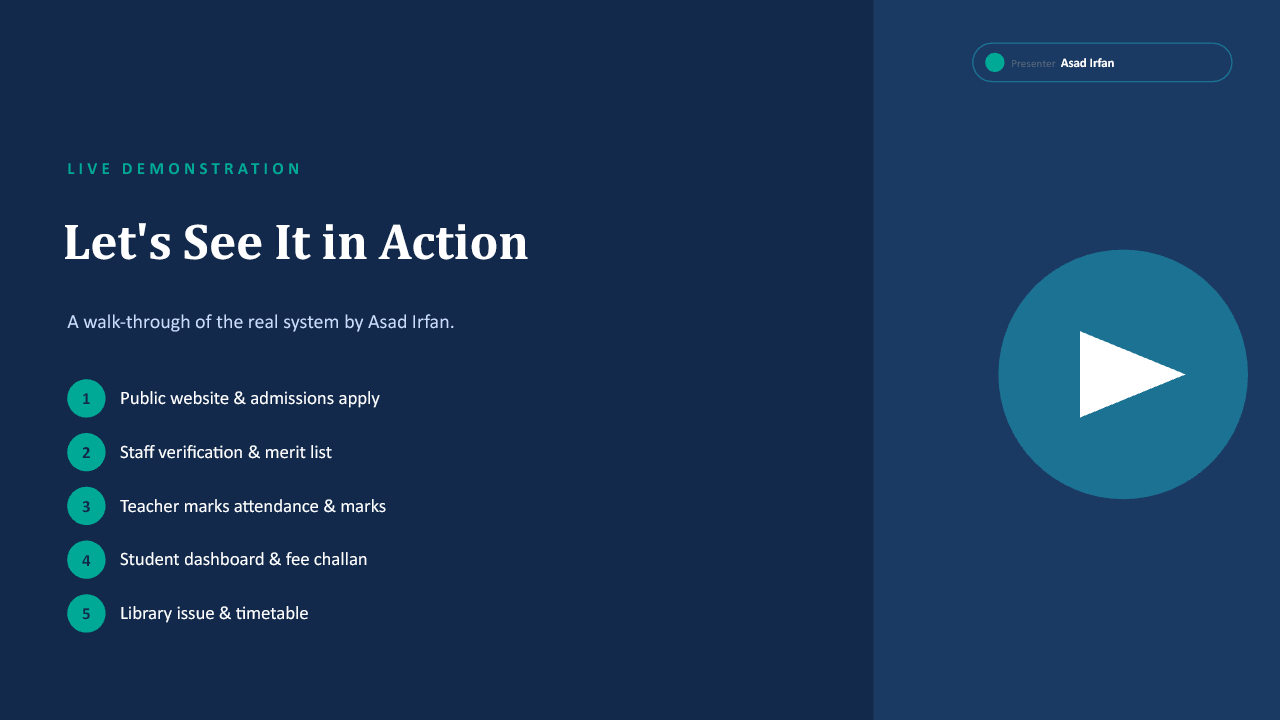 Presenter Asad Irfan
LIVE DEMONSTRATION
Let's See It in Action
A walk-through of the real system by Asad Irfan.
1 Public website & admissions apply
2 Staff verification & merit list
3 Teacher marks attendance & marks
4 Student dashboard & fee challan
5 Library issue & timetable